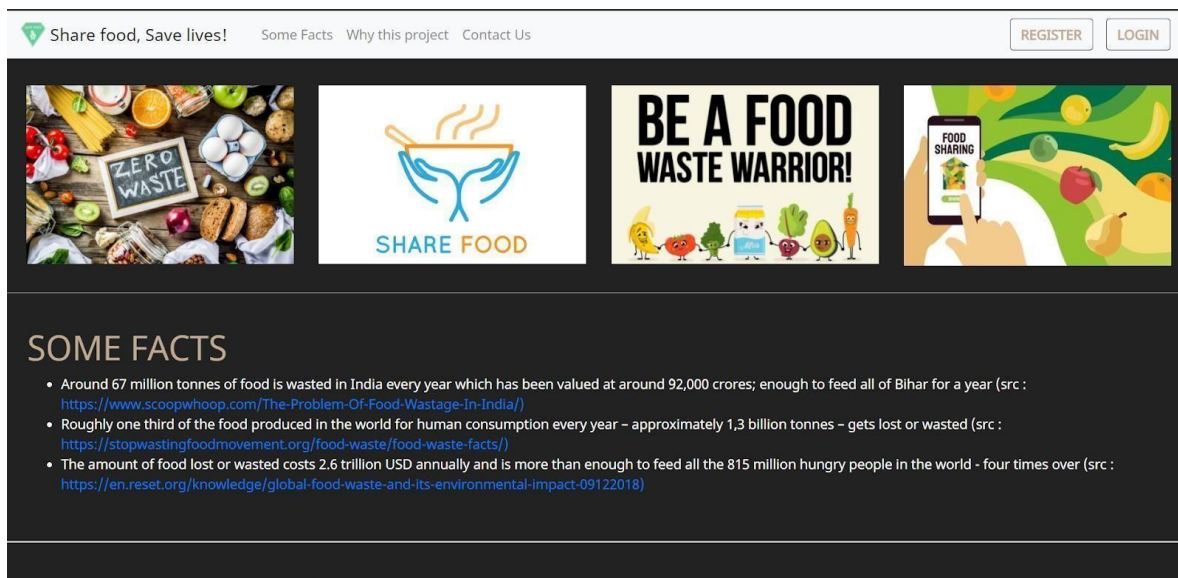 Share food, Save lives! Some Facts Why this project Contact Us REGISTER LOGIN
ZERO
WASTE
SHARE FOOD
BE A FOOD
WASTE WARRIOR!
Milk
FOOD
SHARING
SOME FACTS
• Around 67 million tonnes of food is wasted in India every year which has been valued at around 92,000 crores; enough to feed all of Bihar for a year (src :
https://www.scoopwhoop.com/The-Problem-Of-Food-Wastage-In-India/)
• Roughly one third of the food produced in the world for human consumption every year – approximately 1,3 billion tonnes – gets lost or wasted (src :
https://stopwastingfoodmovement.org/food-waste/food-waste-facts/)
• The amount of food lost or wasted costs 2.6 trillion USD annually and is more than enough to feed all the 815 million hungry people in the world - four times over (src :
https://en.reset.org/knowledge/global-food-waste-and-its-environmental-impact-09122018)